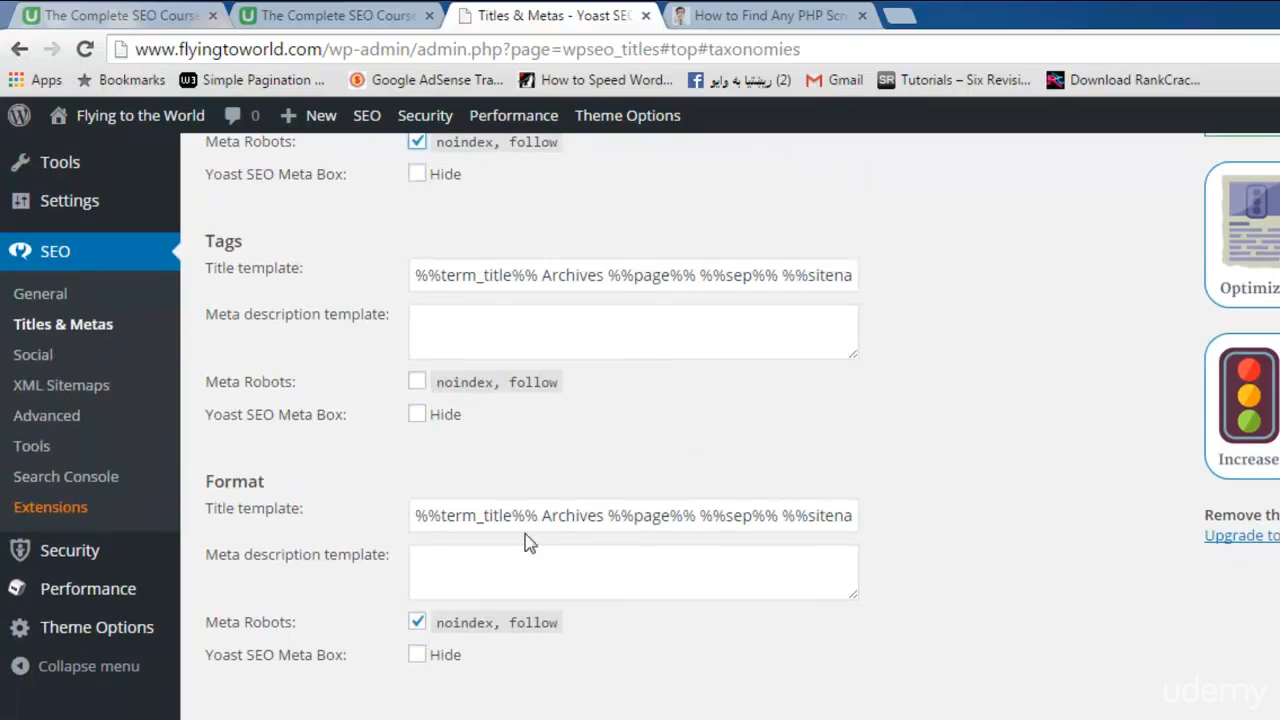 The Complete SEO Course
The Complete SEO Course
Titles & Metas - Yoast SEO
How to Find Any PHP Scr
www.flyingtoworld.com/wp-admin/admin.php?page=wpseo_titles#top#taxonomies
Apps
Bookmarks
Simple Pagination ...
Google AdSense Tra...
How to Speed Word...
(2) ریښتیا به وایو
Gmail
Tutorials – Six Revisi...
Download RankCrac...
Flying to the World
0
New
SEO
Security
Performance
Theme Options
Tools
Settings
SEO
General
Titles & Metas
Social
XML Sitemaps
Advanced
Tools
Search Console
Extensions
Security
Performance
Theme Options
Collapse menu
Meta Robots: noindex, follow
Yoast SEO Meta Box: Hide
Tags
Title template: %%term_title%% Archives %%page%% %%sep%% %%sitena
Meta description template:
Meta Robots: noindex, follow
Yoast SEO Meta Box: Hide
Format
Title template: %%term_title%% Archives %%page%% %%sep%% %%sitena
Meta description template:
Meta Robots: noindex, follow
Yoast SEO Meta Box: Hide
Optimiz
Increase
Remove th
Upgrade to
udemy